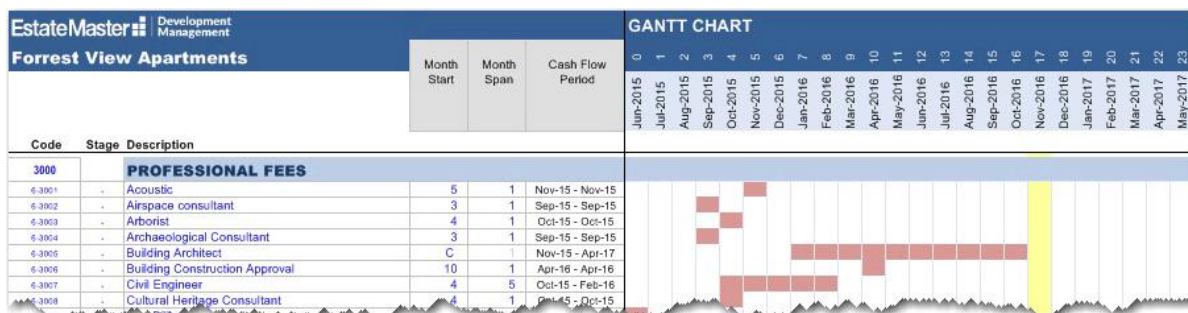 EstateMaster Development Management
GANTT CHART
Forrest View Apartments
Month Start Month Span Cash Flow Period
0 1 2 3 4 5 6 7 8 9 10 11 12 13 14 15 16 17 18 19 20 21 22 23
Jun-2015 Jul-2015 Aug-2015 Sep-2015 Oct-2015 Nov-2015 Dec-2015 Jan-2016 Feb-2016 Mar-2016 Apr-2016 May-2016 Jun-2016 Jul-2016 Aug-2016 Sep-2016 Oct-2016 Nov-2016 Dec-2016 Jan-2017 Feb-2017 Mar-2017 Apr-2017 May-2017
Code Stage Description
3000 PROFESSIONAL FEES
6-3001 - Acoustic 5 1 Nov-15 - Nov-15
6-3002 - Airspace consultant 3 1 Sep-15 - Sep-15
6-3003 - Arborist 4 1 Oct-15 - Oct-15
6-3004 - Archaeological Consultant 3 1 Sep-15 - Sep-15
6-3005 - Building Architect C 1 Nov-15 - Apr-17
6-3006 - Building Construction Approval 10 1 Apr-16 - Apr-16
6-3007 - Civil Engineer 4 5 Oct-15 - Feb-16
6-3008 - Cultural Heritage Consultant 4 1 Oct-15 - Oct-15